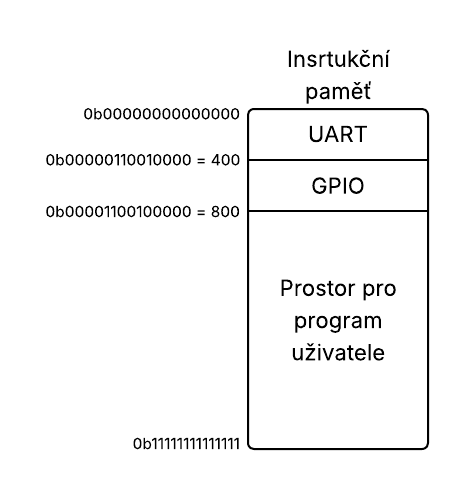 Insrtukční
paměť
0b00000000000000
UART
0b00000110010000 = 400
GPIO
0b00001100100000 = 800
Prostor pro
program
uživatele
0b11111111111111